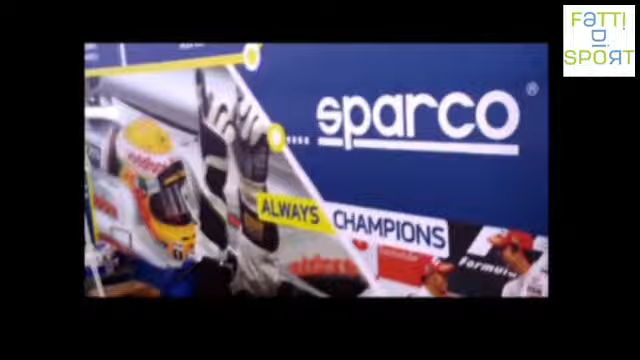 FaTTI
DI
SPORT
sparco®
ALWAYS CHAMPIONS
Formula